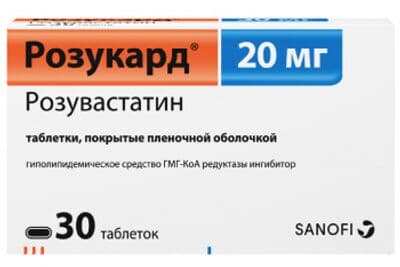 Розукард® 20 мг
Розувастатин
таблетки, покрытые пленочной оболочкой
гиполипидемическое средство ГМГ-КоА редуктазы ингибитор
30 таблеток
SANOFI